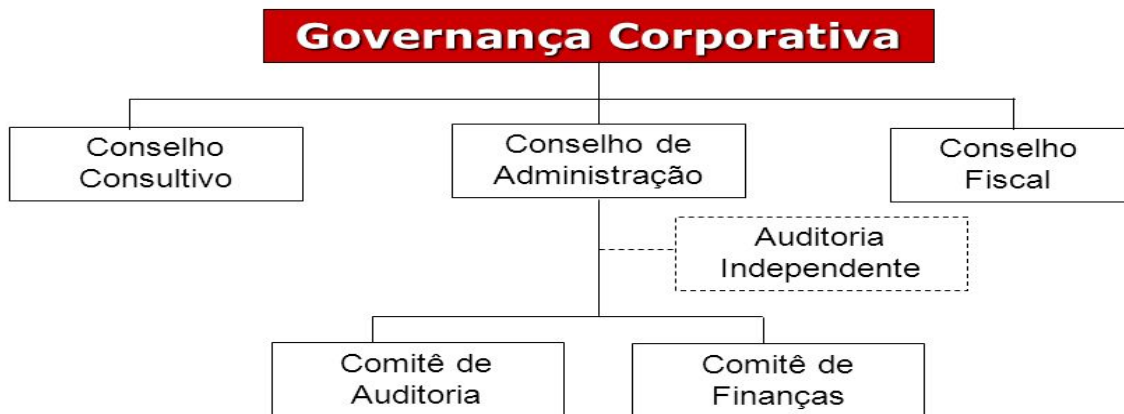 Governança Corporativa
Conselho
Consultivo
Conselho de
Administração
Conselho
Fiscal
Auditoria
Independente
Comitê de
Auditoria
Comitê de
Finanças